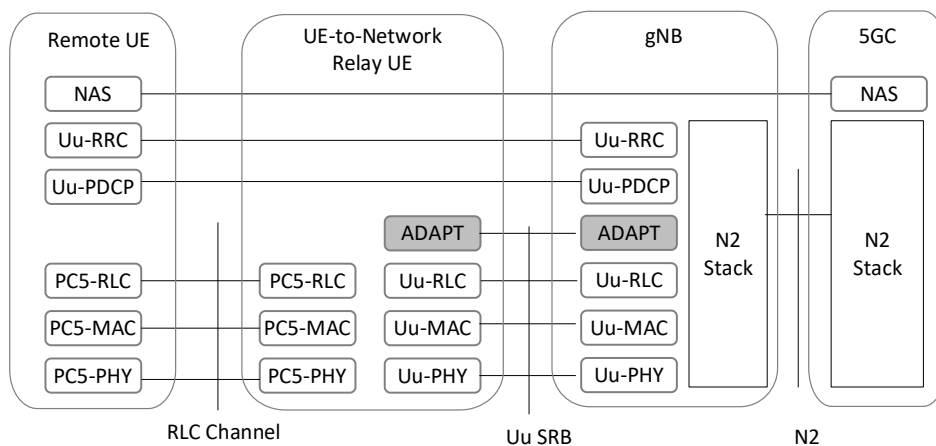 Remote UE
UE-to-Network
Relay UE
gNB
5GC
NAS
NAS
Uu-RRC
Uu-RRC
Uu-PDCP
Uu-PDCP
ADAPT
ADAPT
N2
Stack
N2
Stack
PC5-RLC
PC5-RLC
Uu-RLC
Uu-RLC
PC5-MAC
PC5-MAC
Uu-MAC
Uu-MAC
PC5-PHY
PC5-PHY
Uu-PHY
Uu-PHY
RLC Channel
Uu SRB
N2